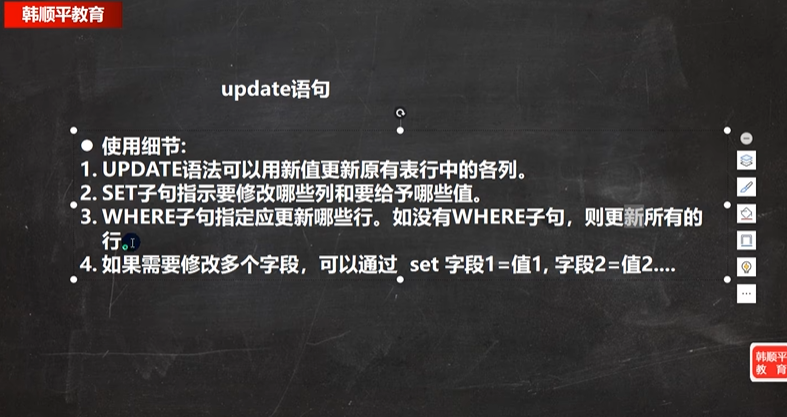 韩顺平教育
update语句
● 使用细节:
1. UPDATE语法可以用新值更新原有表行中的各列。
2. SET子句指示要修改哪些列和要给予哪些值。
3. WHERE子句指定应更新哪些行。如没有WHERE子句，则更新所有的
行。
4. 如果需要修改多个字段，可以通过 set 字段1=值1, 字段2=值2....
韩顺平
教 育